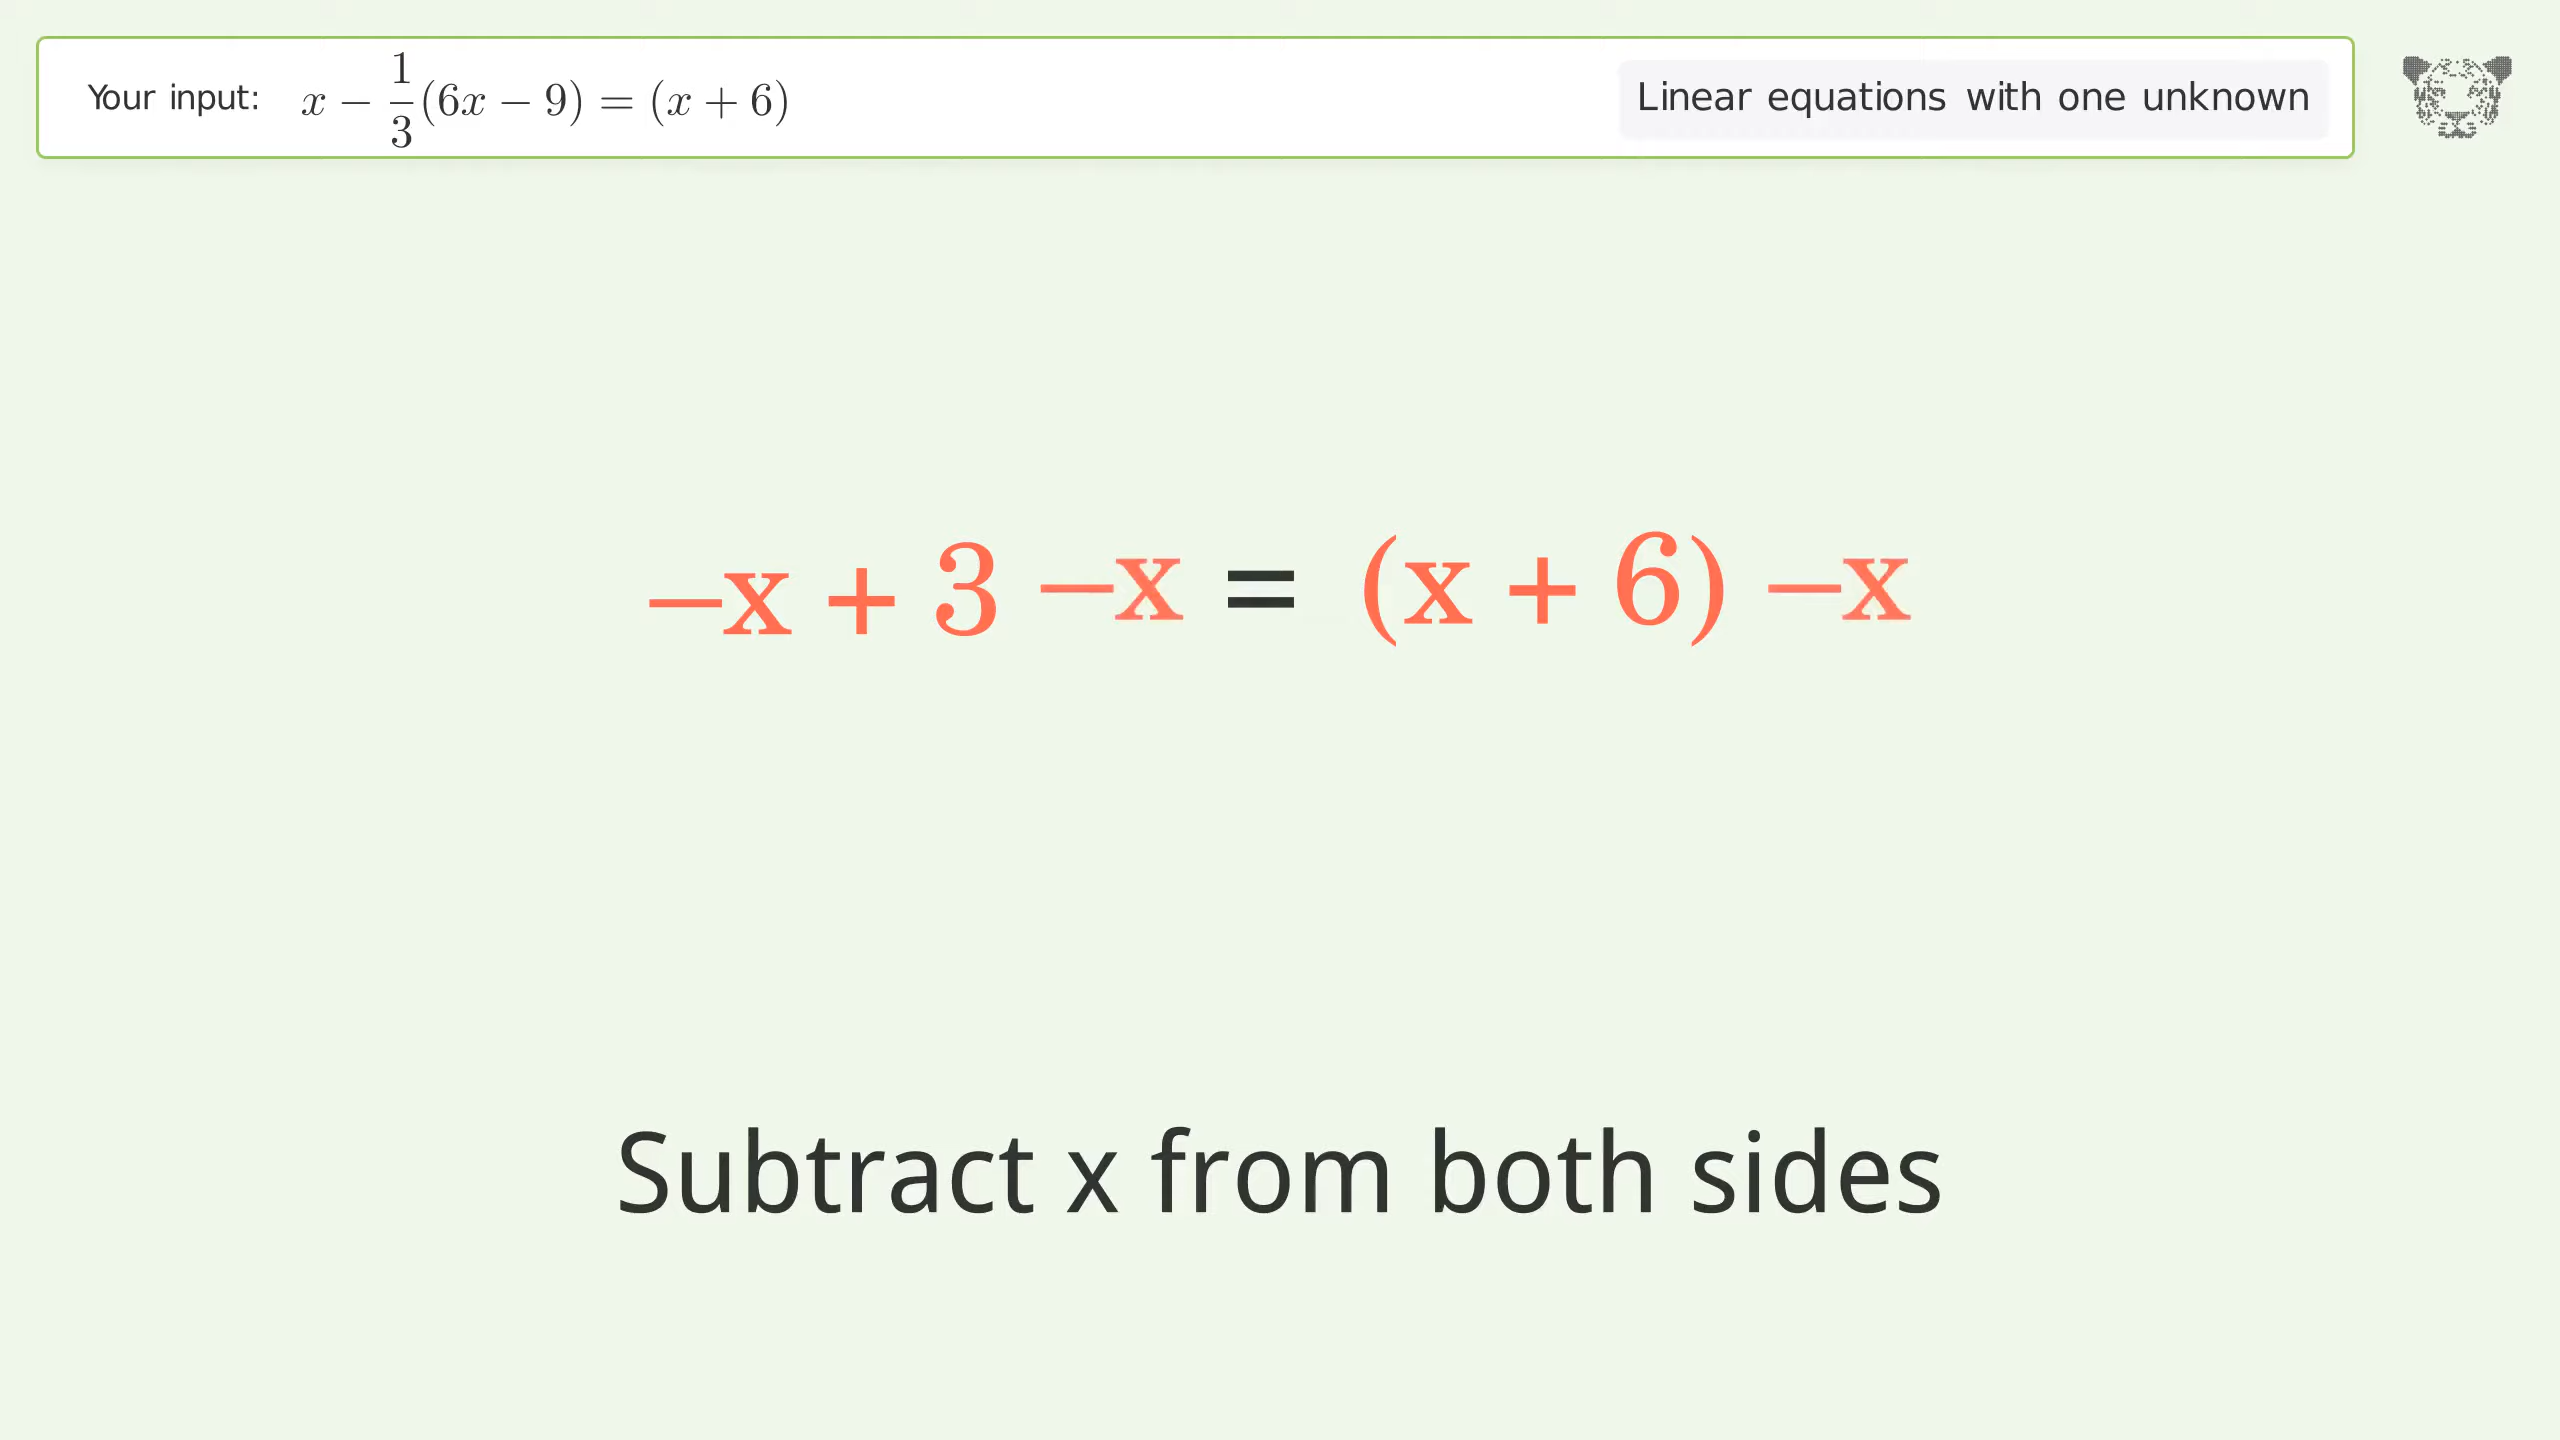 Your input: x − 1/3(6x − 9) = (x + 6)
Linear equations with one unknown
−x + 3 −x = (x + 6) −x
Subtract x from both sides